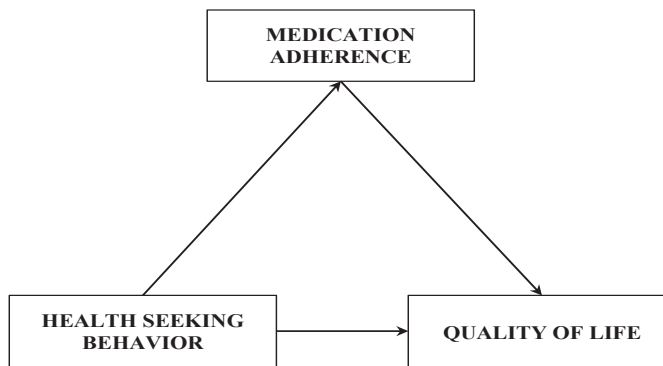 MEDICATION
ADHERENCE
HEALTH SEEKING
BEHAVIOR
QUALITY OF LIFE